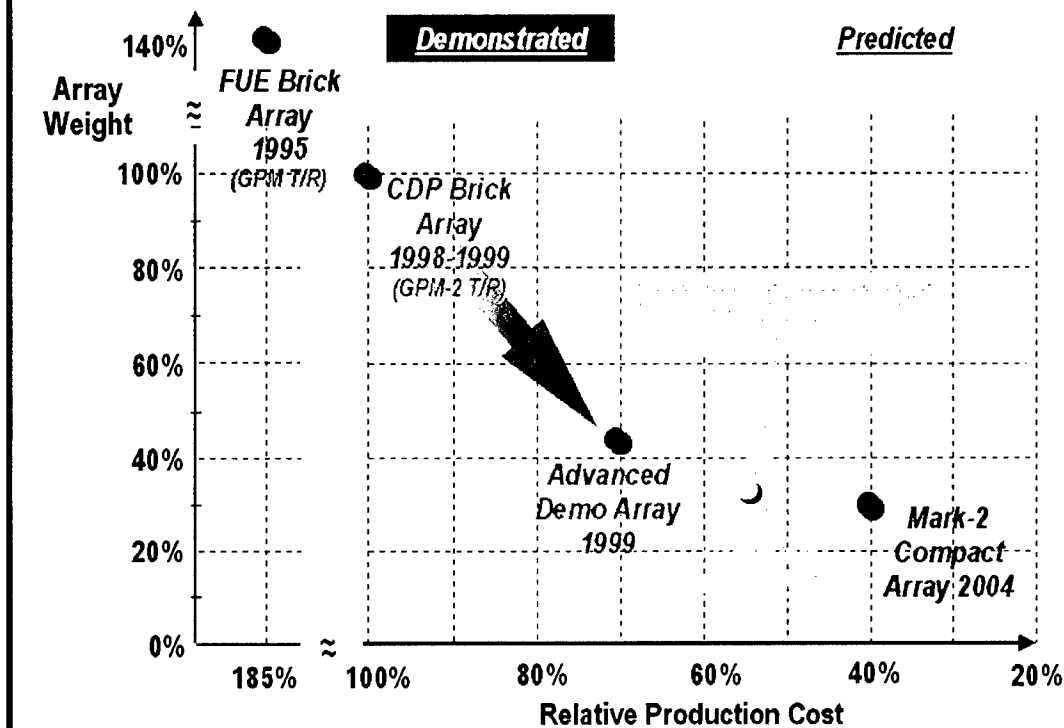 Demonstrated
Predicted
140%
Array
Weight
≈
100%
80%
60%
40%
20%
0%
FUE Brick
Array
1995
(GPM T/R)
CDP Brick
Array
1998-1999
(GPM-2 T/R)
Advanced
Demo Array
1999
Mark-2
Compact
Array 2004
185%
≈
100%
80%
60%
40%
20%
Relative Production Cost